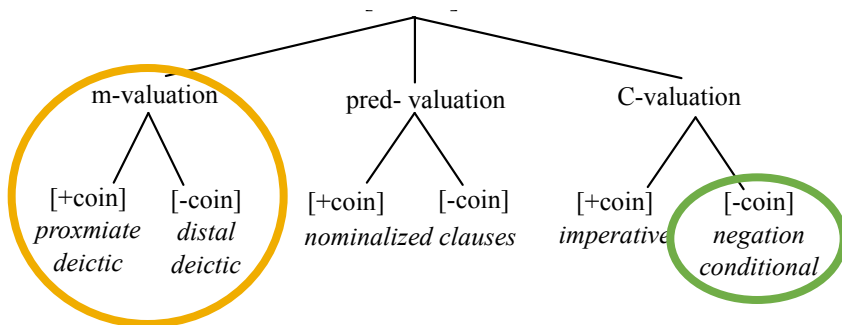 m-valuation pred- valuation C-valuation
[+coin] [-coin] [+coin] [-coin] [+coin] [-coin]
proxmiate distal nominalized clauses imperative negation
deictic deictic conditional